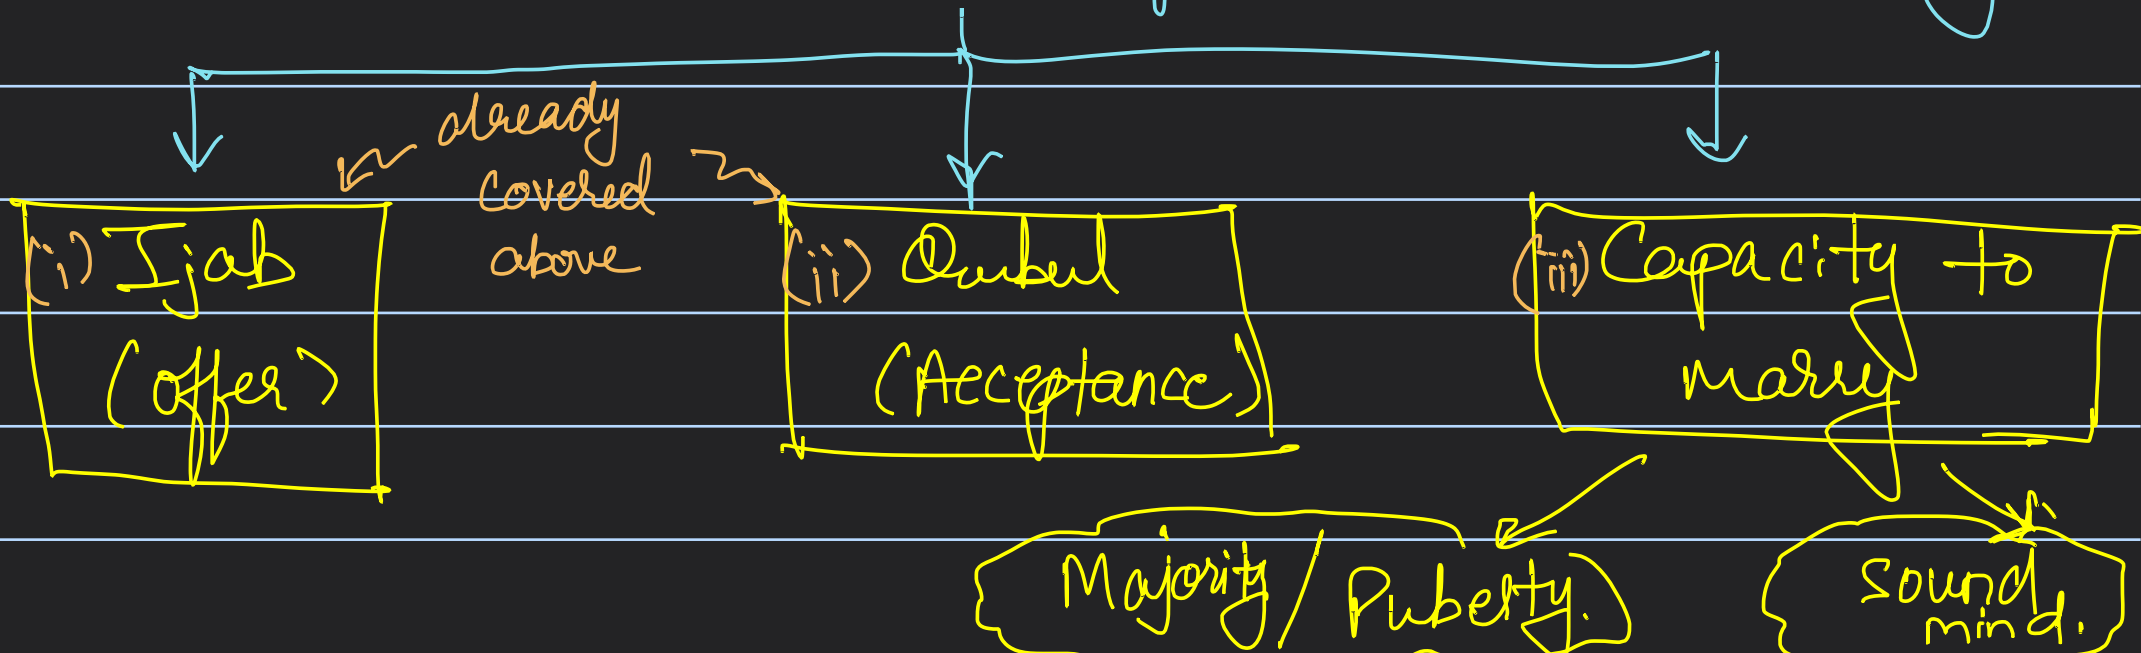 already
covered
above
(i) Ijab
(offer)
(ii) Qubul
(Acceptance)
(iii) Capacity to
marry
Majority / Puberty.
Sound
mind.